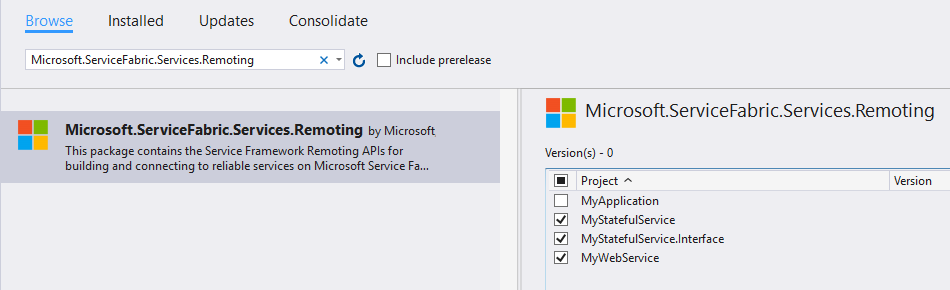 Browse Installed Updates Consolidate
Microsoft.ServiceFabric.Services.Remoting Include prerelease
Microsoft.ServiceFabric.Services.Remoting by Microsoft
This package contains the Service Framework Remoting APIs for
building and connecting to reliable services on Microsoft Service Fa...
Microsoft.ServiceFabric.Services.Remoting
Version(s) - 0
Project Version
MyApplication
MyStatefulService
MyStatefulService.Interface
MyWebService